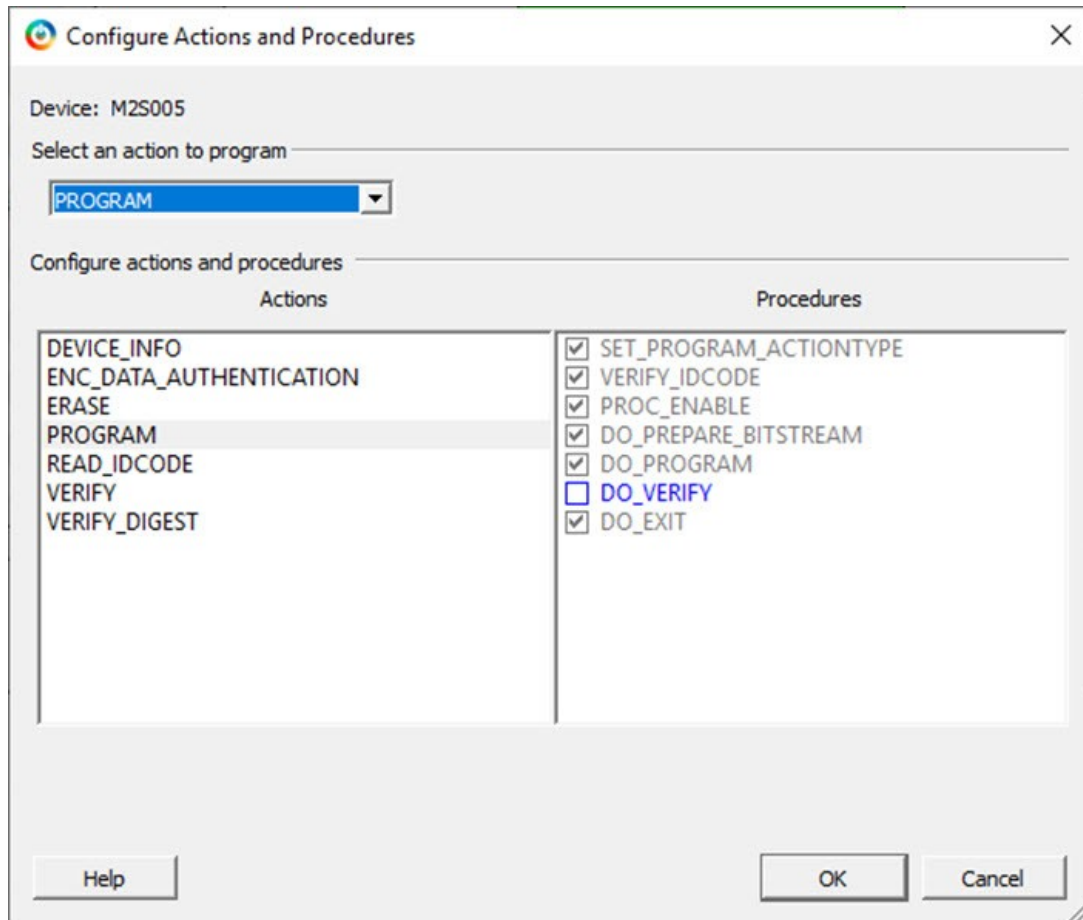 Configure Actions and Procedures
Device: M2S005
Select an action to program
PROGRAM
Configure actions and procedures
Actions
Procedures
DEVICE_INFO
ENC_DATA_AUTHENTICATION
ERASE
PROGRAM
READ_IDCODE
VERIFY
VERIFY_DIGEST
SET_PROGRAM_ACTIONTYPE
VERIFY_IDCODE
PROC_ENABLE
DO_PREPARE_BITSTREAM
DO_PROGRAM
DO_VERIFY
DO_EXIT
Help
OK
Cancel